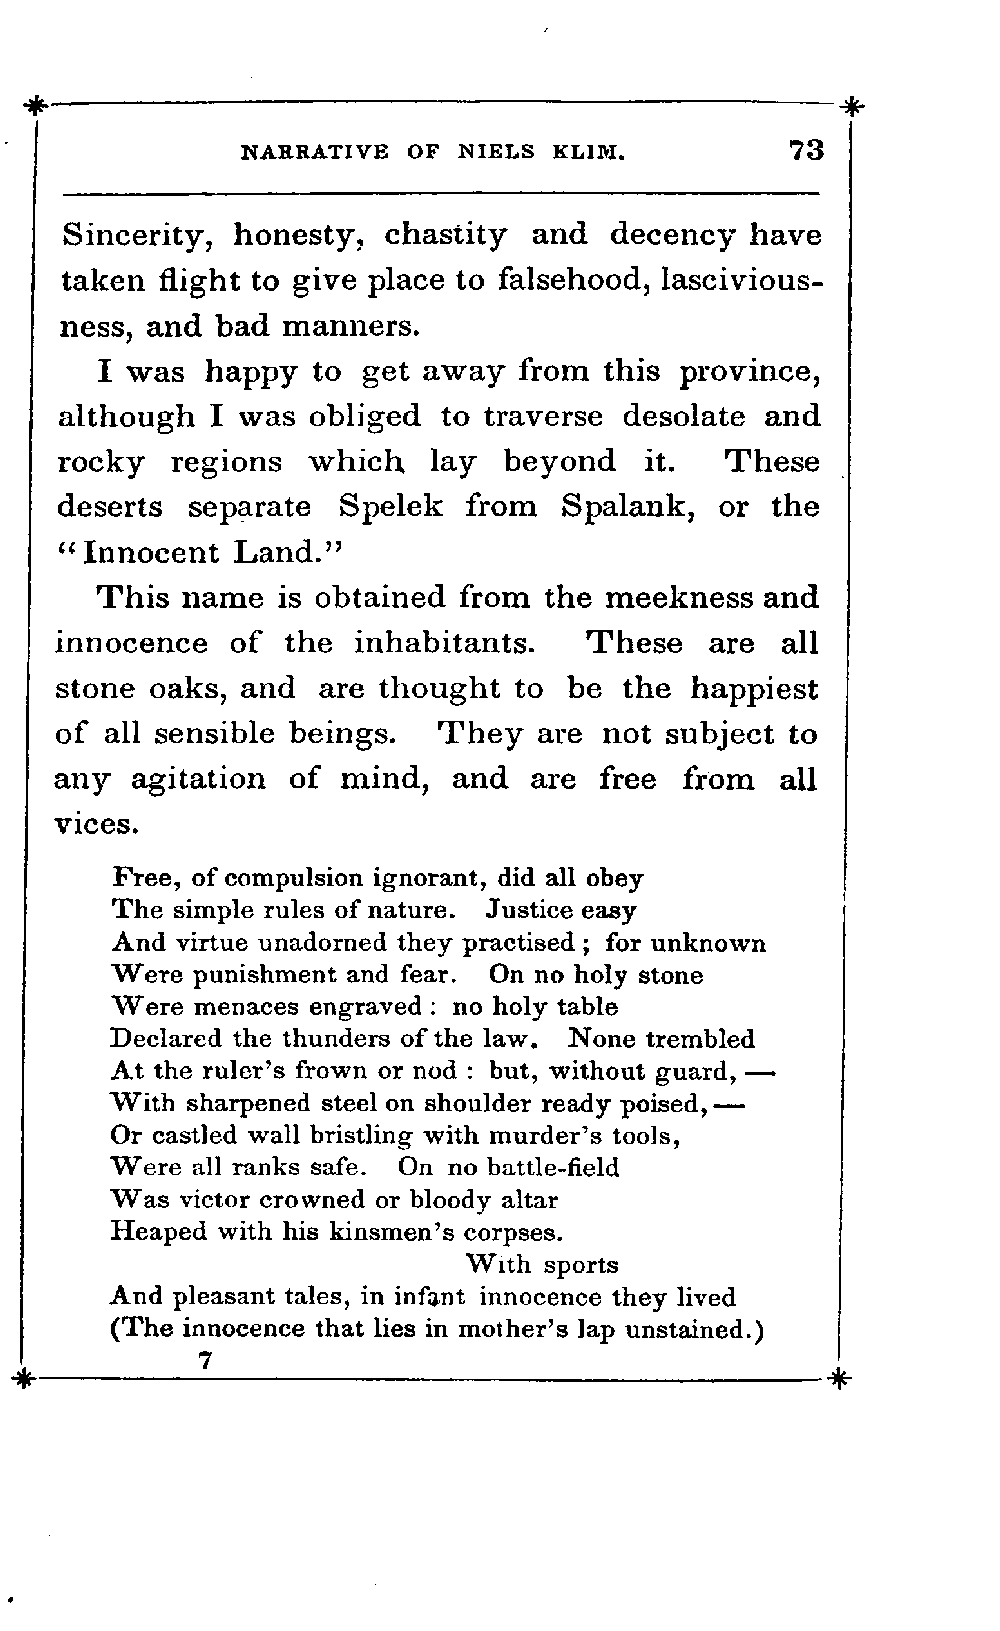 NARRATIVE OF NIELS KLIM. 73
Sincerity, honesty, chastity and decency have
taken flight to give place to falsehood, lascivious-
ness, and bad manners.
I was happy to get away from this province,
although I was obliged to traverse desolate and
rocky regions which lay beyond it. These
deserts separate Spelek from Spalank, or the
“Innocent Land.”
This name is obtained from the meekness and
innocence of the inhabitants. These are all
stone oaks, and are thought to be the happiest
of all sensible beings. They are not subject to
any agitation of mind, and are free from all
vices.
Free, of compulsion ignorant, did all obey
The simple rules of nature. Justice easy
And virtue unadorned they practised; for unknown
Were punishment and fear. On no holy stone
Were menaces engraved: no holy table
Declared the thunders of the law. None trembled
At the ruler’s frown or nod: but, without guard,—
With sharpened steel on shoulder ready poised,—
Or castled wall bristling with murder’s tools,
Were all ranks safe. On no battle-field
Was victor crowned or bloody altar
Heaped with his kinsmen’s corpses.
With sports
And pleasant tales, in infant innocence they lived
(The innocence that lies in mother’s lap unstained.)
7